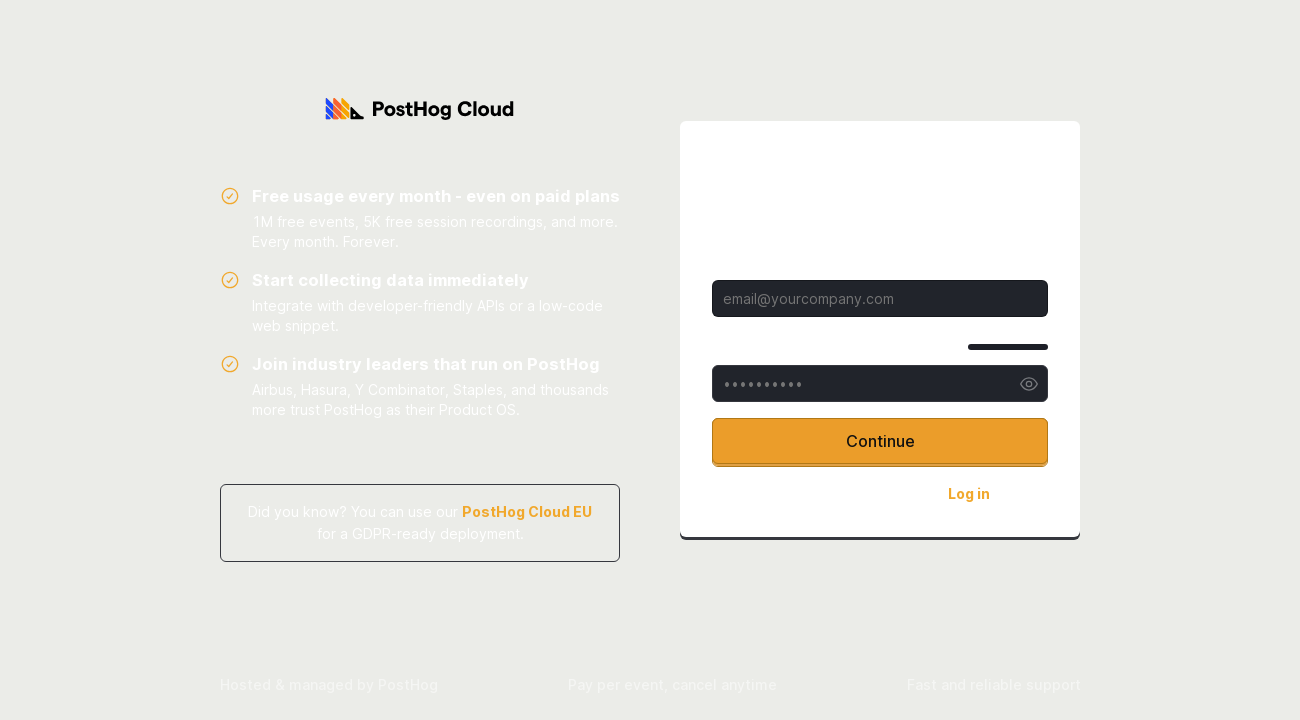 PostHog Cloud
Free usage every month - even on paid plans
1M free events, 5K free session recordings, and more.
Every month. Forever.
Start collecting data immediately
Integrate with developer-friendly APIs or a low-code
web snippet.
Join industry leaders that run on PostHog
Airbus, Hasura, Y Combinator, Staples, and thousands
more trust PostHog as their Product OS.
Did you know? You can use our PostHog Cloud EU
for a GDPR-ready deployment.
email@yourcompany.com
••••••••••
Continue
Log in
Hosted & managed by PostHog
Pay per event, cancel anytime
Fast and reliable support